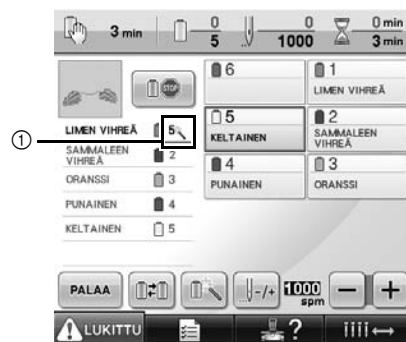 3 min
0
5
0
1000
0 min
3 min
6
1
LIMEN VIHREÄ
5
KELTAINEN
2
SAMMALEEN
VIHREÄ
4
PUNAINEN
3
ORANSSI
①
LIMEN VIHREÄ 5
SAMMALEEN
VIHREÄ 2
ORANSSI 3
PUNAINEN 4
KELTAINEN 5
PALAA
-/+
1000
spm
−
+
LUKITTU
?